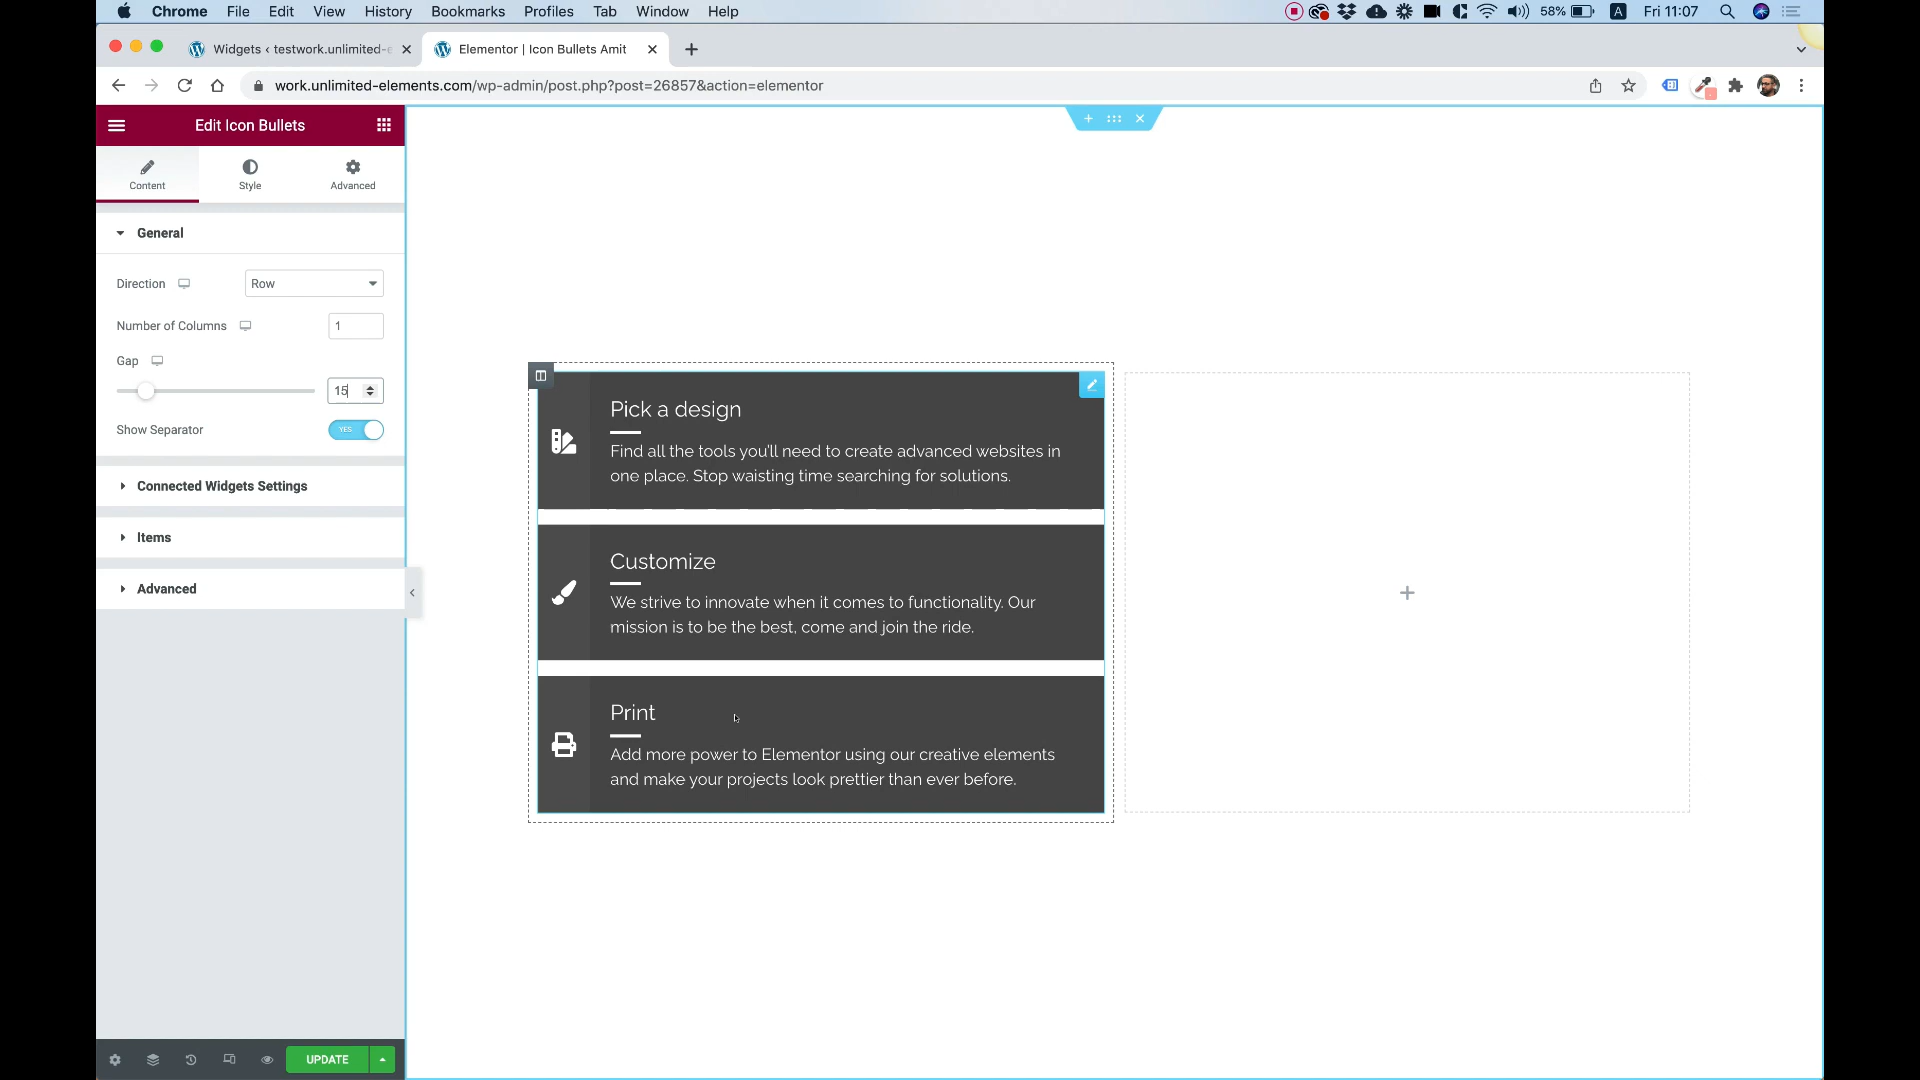 Chrome File Edit View History Bookmarks Profiles Tab Window Help 58% A Fri 11:07
Widgets ‹ testwork.unlimited-e
Elementor | Icon Bullets Amit
work.unlimited-elements.com/wp-admin/post.php?post=26857&action=elementor
Edit Icon Bullets
Content Style Advanced
General
Direction Row
Number of Columns 1
Gap
15
Show Separator YES
Connected Widgets Settings
Items
Advanced
UPDATE
Pick a design
Find all the tools you'll need to create advanced websites in
one place. Stop waisting time searching for solutions.
Customize
We strive to innovate when it comes to functionality. Our
mission is to be the best, come and join the ride.
Print
Add more power to Elementor using our creative elements
and make your projects look prettier than ever before.